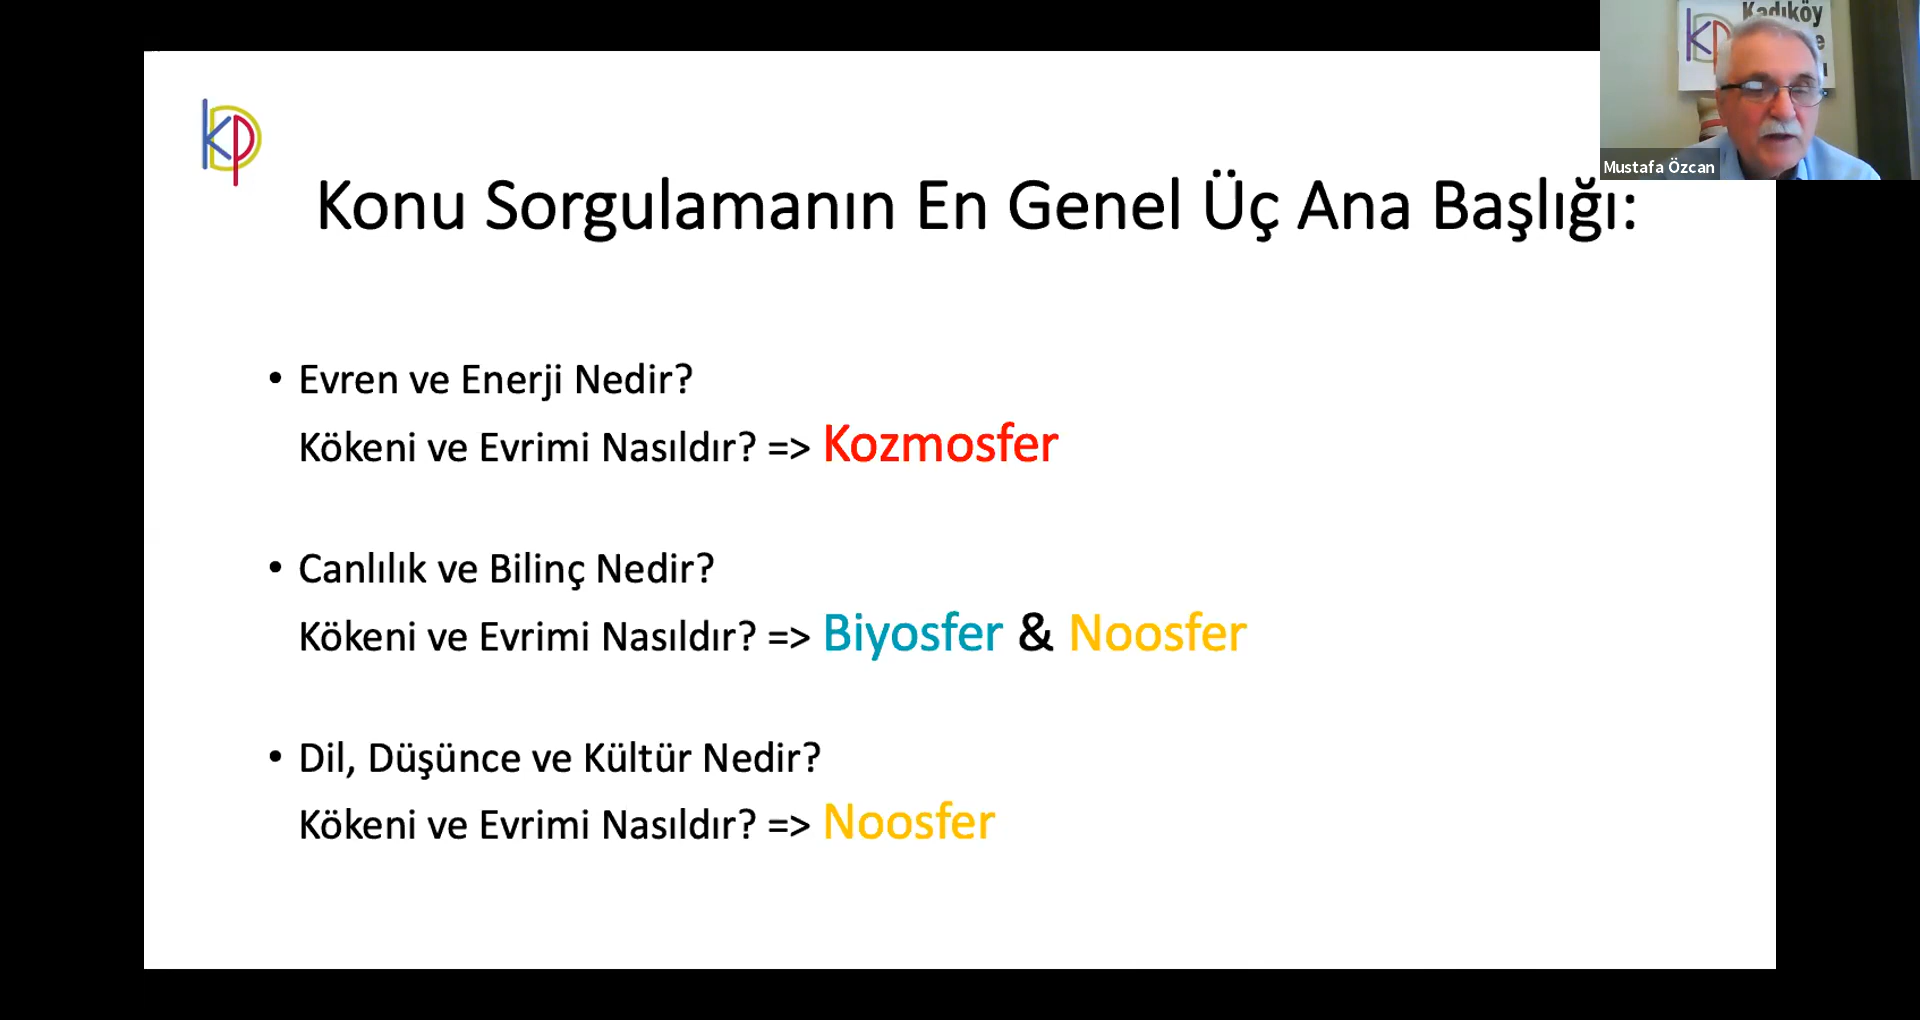 Kadıköy
Mustafa Özcan
KDP
Konu Sorgulamanın En Genel Üç Ana Başlığı:
• Evren ve Enerji Nedir?
Kökeni ve Evrimi Nasıldır? => Kozmosfer
• Canlılık ve Bilinç Nedir?
Kökeni ve Evrimi Nasıldır? => Biyosfer & Noosfer
• Dil, Düşünce ve Kültür Nedir?
Kökeni ve Evrimi Nasıldır? => Noosfer